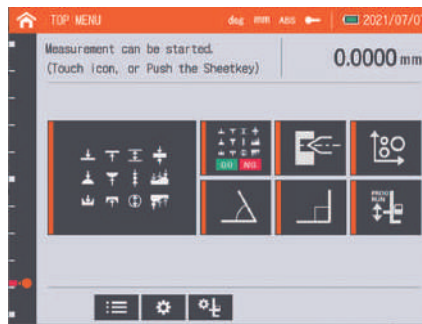 TOP MENU deg mm ABS 2021/07/0
Measurement can be started.
(Touch icon, or Push the Sheetkey)
0.0000 mm
GO NG
PROG
RUN